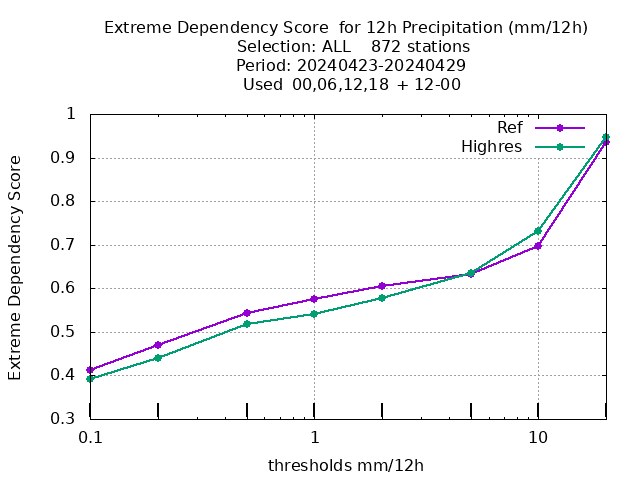 Extreme Dependency Score  for 12h Precipitation (mm/12h)
Selection: ALL    872 stations
Period: 20240423-20240429
Used  00,06,12,18  + 12-00
Ref
Highres
Extreme Dependency Score
1
0.9
0.8
0.7
0.6
0.5
0.4
0.3
0.1
1
10
thresholds mm/12h